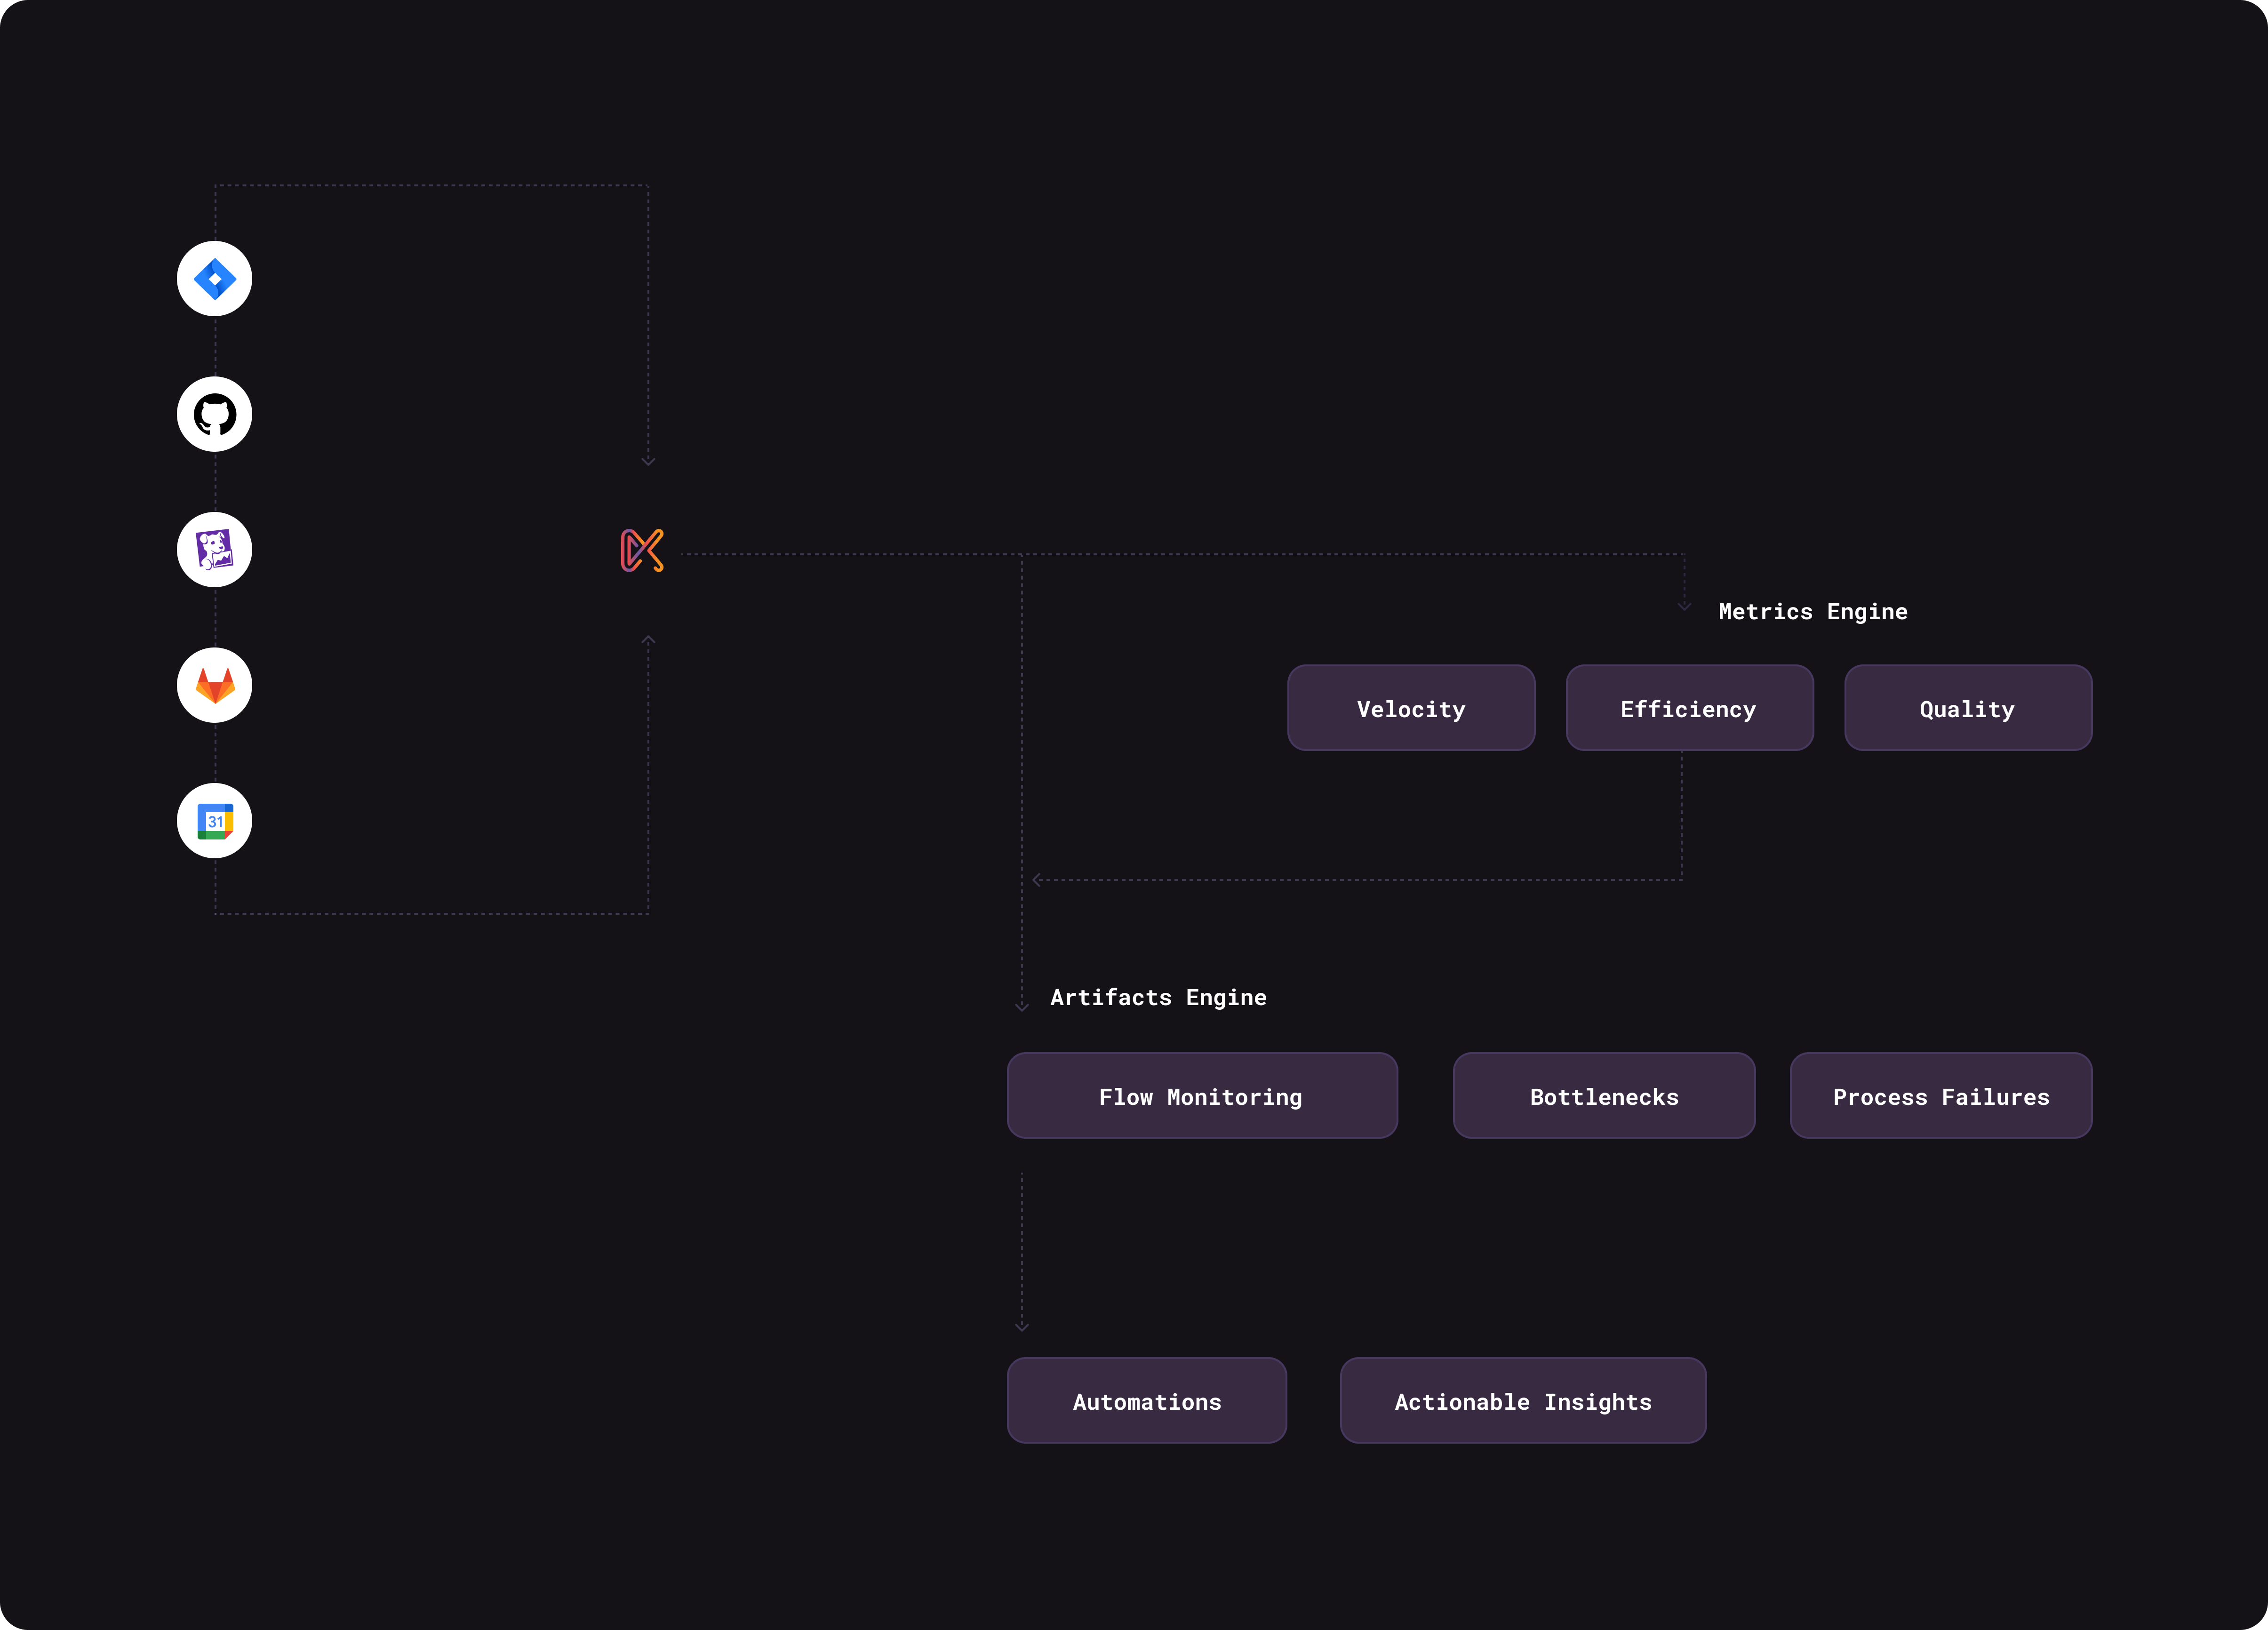 31
Metrics Engine
Velocity
Efficiency
Quality
Artifacts Engine
Flow Monitoring
Bottlenecks
Process Failures
Automations
Actionable Insights